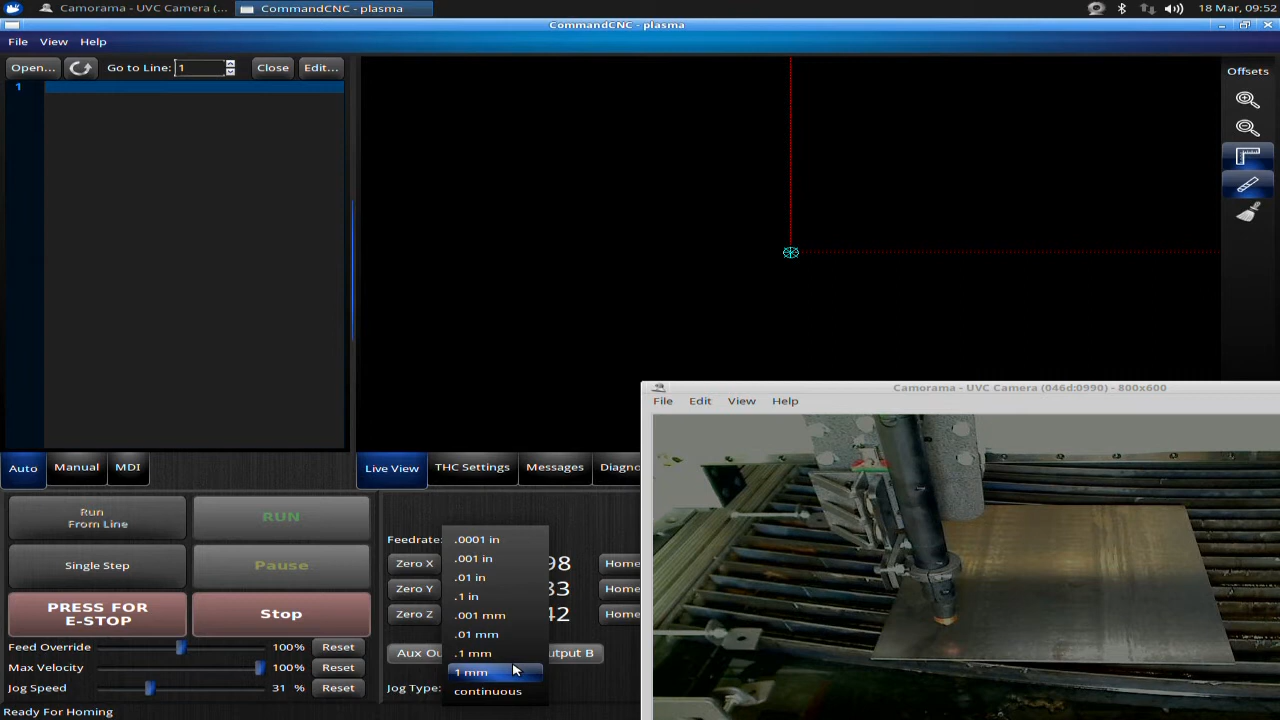 Camorama - UVC Camera (...
CommandCNC - plasma
18 Mar, 09:52
CommandCNC - plasma
File View Help
Open... Go to Line: 1 Close Edit...
Offsets
1
Camorama - UVC Camera (046d:0990) - 800x600
File Edit View Help
Auto Manual MDI
Live View THC Settings Messages Diagno
Run
From Line
RUN
Single Step
Pause
PRESS FOR
E-STOP
Stop
Feed Override 100% Reset
Max Velocity 100% Reset
Jog Speed 31 % Reset
Feedrate:
Zero X 98 Home
Zero Y 83 Home
Zero Z 42 Home
Aux Ou utput B
Jog Type:
.0001 in
.001 in
.01 in
.1 in
.001 mm
.01 mm
.1 mm
1 mm
continuous
Ready For Homing